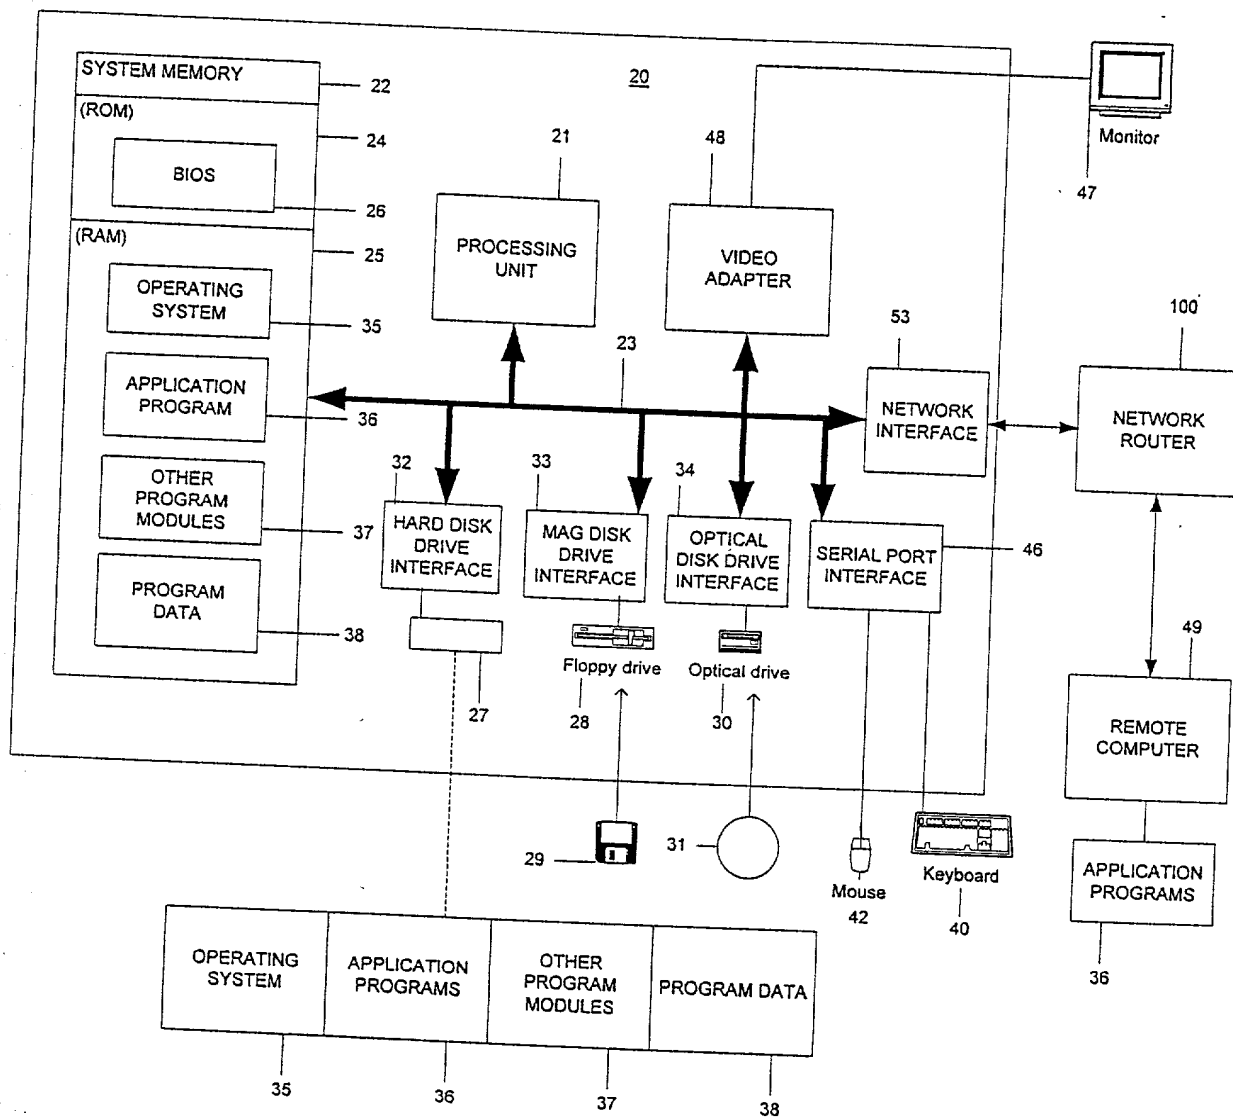 20
SYSTEM MEMORY
22
(ROM)
24
BIOS
26
(RAM)
25
OPERATING
SYSTEM
35
APPLICATION
PROGRAM
36
OTHER
PROGRAM
MODULES
37
PROGRAM
DATA
38
21
PROCESSING
UNIT
48
VIDEO
ADAPTER
Monitor
47
23
53
NETWORK
INTERFACE
100
NETWORK
ROUTER
32
HARD DISK
DRIVE
INTERFACE
33
MAG DISK
DRIVE
INTERFACE
34
OPTICAL
DISK DRIVE
INTERFACE
SERIAL PORT
INTERFACE
46
27
Floppy drive
28
Optical drive
30
49
REMOTE
COMPUTER
29
31
Mouse
42
Keyboard
40
APPLICATION
PROGRAMS
36
OPERATING
SYSTEM
APPLICATION
PROGRAMS
OTHER
PROGRAM
MODULES
PROGRAM DATA
35
36
37
38